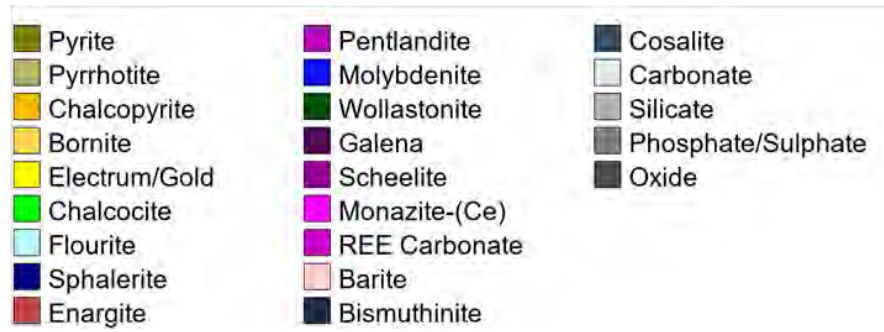 Pyrite
Pyrrhotite
Chalcopyrite
Bornite
Electrum/Gold
Chalcocite
Flourite
Sphalerite
Enargite
Pentlandite
Molybdenite
Wollastonite
Galena
Scheelite
Monazite-(Ce)
REE Carbonate
Barite
Bismuthinite
Cosalite
Carbonate
Silicate
Phosphate/Sulphate
Oxide